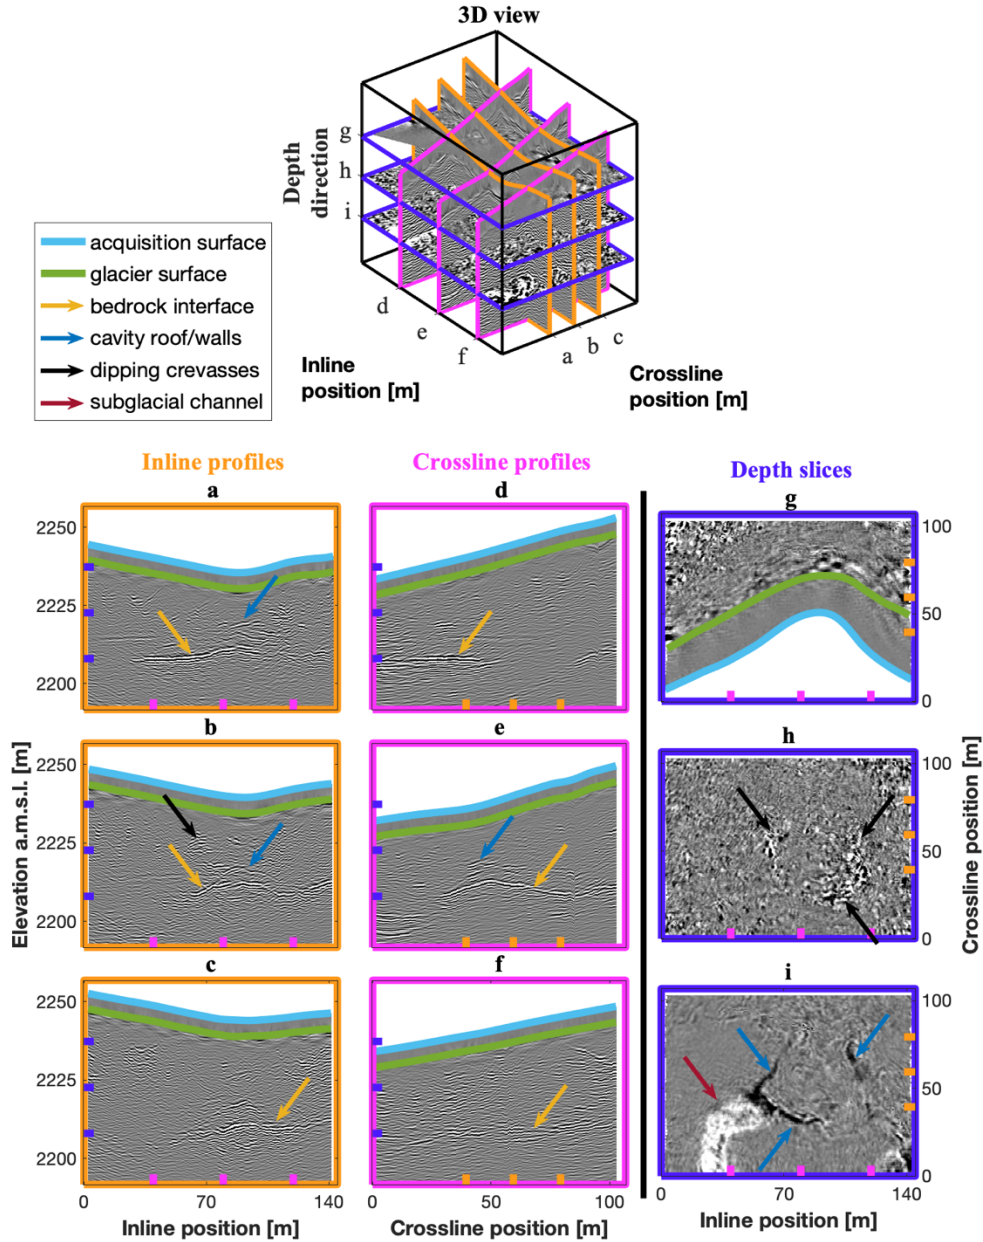 3D view
Depth
direction
g
h
i
d
e
f
a
b
c
Inline
position [m]
Crossline
position [m]
acquisition surface
glacier surface
bedrock interface
cavity roof/walls
dipping crevasses
subglacial channel
Inline profiles
Crossline profiles
Depth slices
a
d
g
2250
2225
2200
100
50
0
b
e
h
2250
2225
2200
100
50
0
c
f
i
2250
2225
2200
100
50
0
Elevation a.m.s.l. [m]
Crossline position [m]
0
70
140
0
50
100
0
70
140
Inline position [m]
Crossline position [m]
Inline position [m]